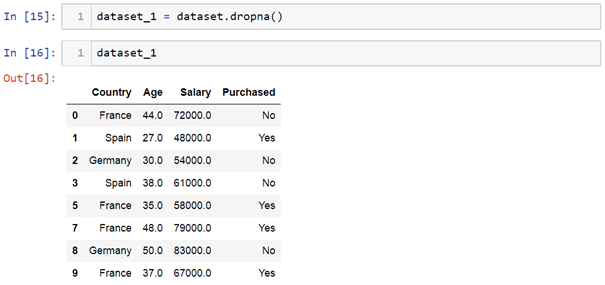 In [15]: 1 dataset_1 = dataset.dropna()
In [16]: 1 dataset_1
Out[16]:
Country Age Salary Purchased
0 France 44.0 72000.0 No
1 Spain 27.0 48000.0 Yes
2 Germany 30.0 54000.0 No
3 Spain 38.0 61000.0 No
5 France 35.0 58000.0 Yes
7 France 48.0 79000.0 Yes
8 Germany 50.0 83000.0 No
9 France 37.0 67000.0 Yes